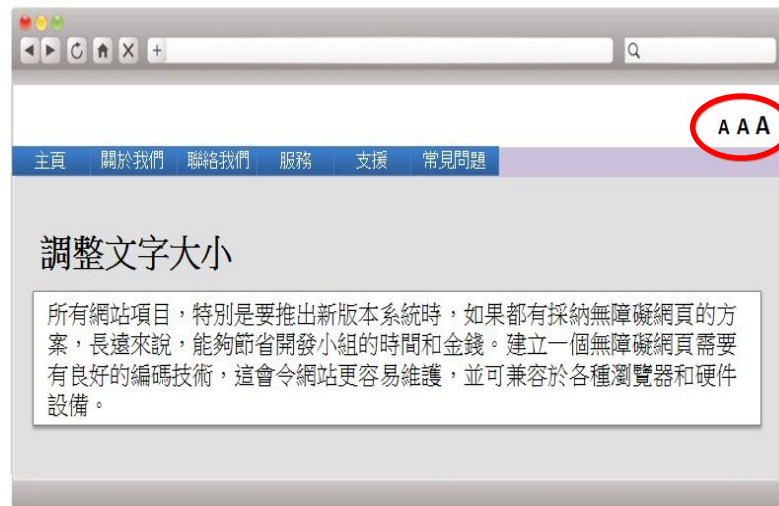 A A A
主頁 關於我們 聯絡我們 服務 支援 常見問題
調整文字大小
所有網站項目，特別是要推出新版本系統時，如果都有採納無障礙網頁的方
案，長遠來說，能夠節省開發小組的時間和金錢。建立一個無障礙網頁需要
有良好的編碼技術，這會令網站更容易維護，並可兼容於各種瀏覽器和硬件
設備。